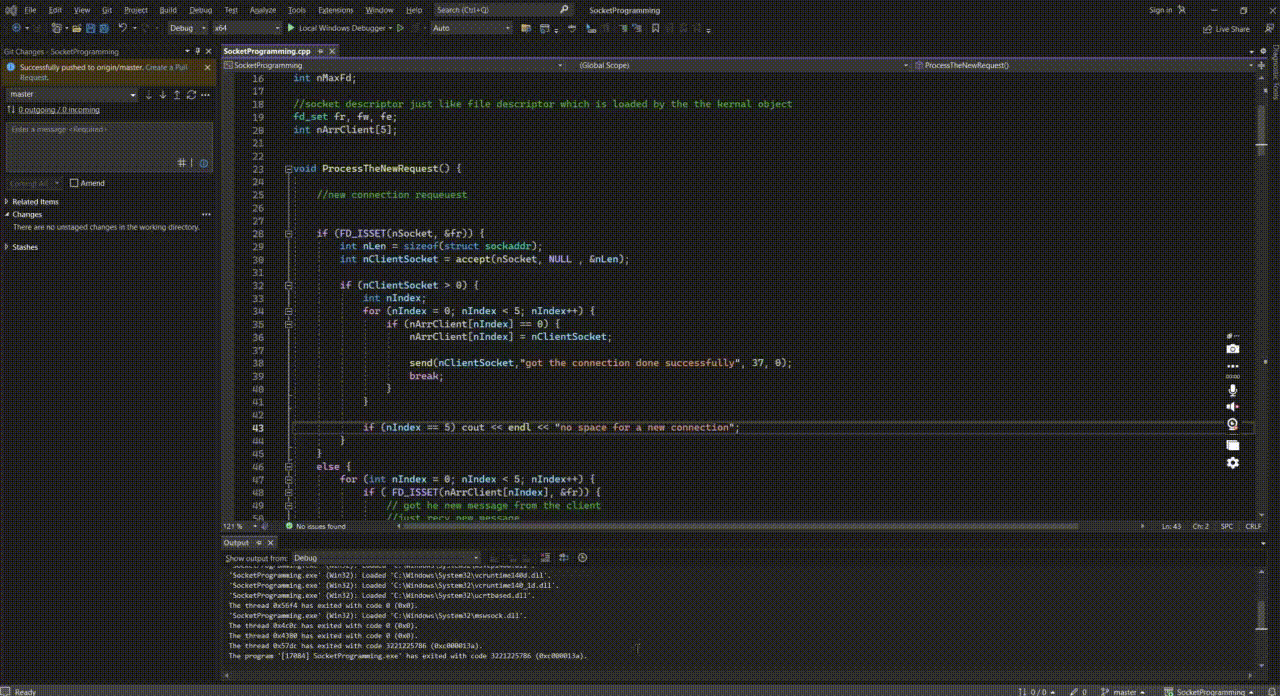 File Edit View Git Project Build Debug Test Analyze Tools Extensions Window Help Search (Ctrl+Q) SocketProgramming Sign in
Debug x64 Local Windows Debugger Auto Live Share
Git Changes - SocketProgramming
Successfully pushed to origin/master. Create a Pull
Request.
master
0 outgoing / 0 incoming
Enter a message <Required>
Commit All Amend
Related Items
Changes
There are no unstaged changes in the working directory.
Stashes
SocketProgramming.cpp
SocketProgramming (Global Scope) ProcessTheNewRequest()
16 int nMaxFd;
17
18 //socket descriptor just like file descriptor which is loaded by the the kernal object
19 fd_set fr, fw, fe;
20 int nArrClient[5];
21
22
23 void ProcessTheNewRequest() {
24
25 //new connection requeuest
26
27
28 if (FD_ISSET(nSocket, &fr)) {
29 int nLen = sizeof(struct sockaddr);
30 int nClientSocket = accept(nSocket, NULL , &nLen);
31
32 if (nClientSocket > 0) {
33 int nIndex;
34 for (nIndex = 0; nIndex < 5; nIndex++) {
35 if (nArrClient[nIndex] == 0) {
36 nArrClient[nIndex] = nClientSocket;
37
38 send(nClientSocket,"got the connection done successfully", 37, 0);
39 break;
40 }
41 }
42
43 if (nIndex == 5) cout << endl << "no space for a new connection";
44 }
45 }
46 else {
47 for (int nIndex = 0; nIndex < 5; nIndex++) {
48 if ( FD_ISSET(nArrClient[nIndex], &fr)) {
49 // got he new message from the client
50 //just recv new message
121 % No issues found Ln: 43 Ch: 2 SPC CRLF
Output
Show output from: Debug
'SocketProgramming.exe' (Win32): Loaded 'C:\Windows\System32\vcruntime140d.dll'.
'SocketProgramming.exe' (Win32): Loaded 'C:\Windows\System32\vcruntime140_1d.dll'.
'SocketProgramming.exe' (Win32): Loaded 'C:\Windows\System32\ucrtbased.dll'.
The thread 0x56f4 has exited with code 0 (0x0).
'SocketProgramming.exe' (Win32): Loaded 'C:\Windows\System32\mswsock.dll'.
The thread 0x4c0c has exited with code 0 (0x0).
The thread 0x4380 has exited with code 0 (0x0).
The thread 0x57dc has exited with code 3221225786 (0xc000013a).
The program '[17084] SocketProgramming.exe' has exited with code 3221225786 (0xc000013a).
Ready 0 / 0 0 master SocketProgramming